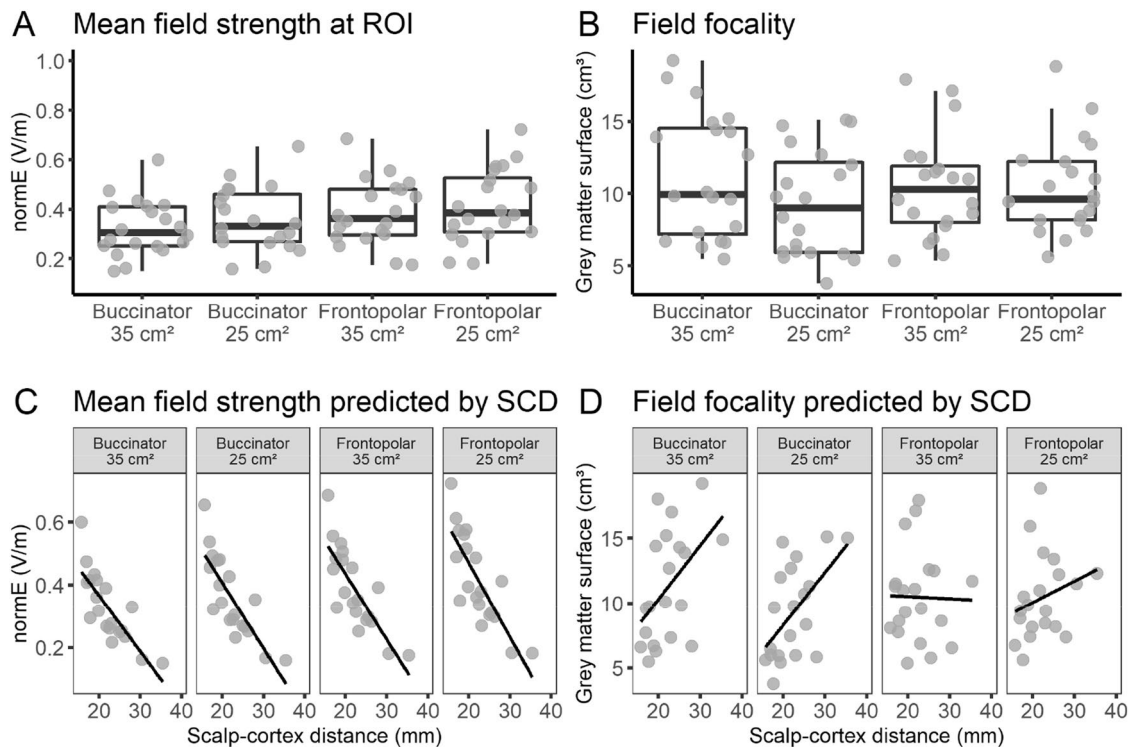 A Mean field strength at ROI
normE (V/m)
1.0
0.8
0.6
0.4
0.2
Buccinator Buccinator Frontopolar Frontopolar
35 cm² 25 cm² 35 cm² 25 cm²
B Field focality
Grey matter surface (cm³)
15
10
5
Buccinator Buccinator Frontopolar Frontopolar
35 cm² 25 cm² 35 cm² 25 cm²
C Mean field strength predicted by SCD
Buccinator Buccinator Frontopolar Frontopolar
35 cm² 25 cm² 35 cm² 25 cm²
normE (V/m)
0.6
0.4
0.2
20 30 40 20 30 40 20 30 40 20 30 40
Scalp-cortex distance (mm)
D Field focality predicted by SCD
Buccinator Buccinator Frontopolar Frontopolar
35 cm² 25 cm² 35 cm² 25 cm²
Grey matter surface (cm³)
15
10
5
20 30 40 20 30 40 20 30 40 20 30 40
Scalp-cortex distance (mm)